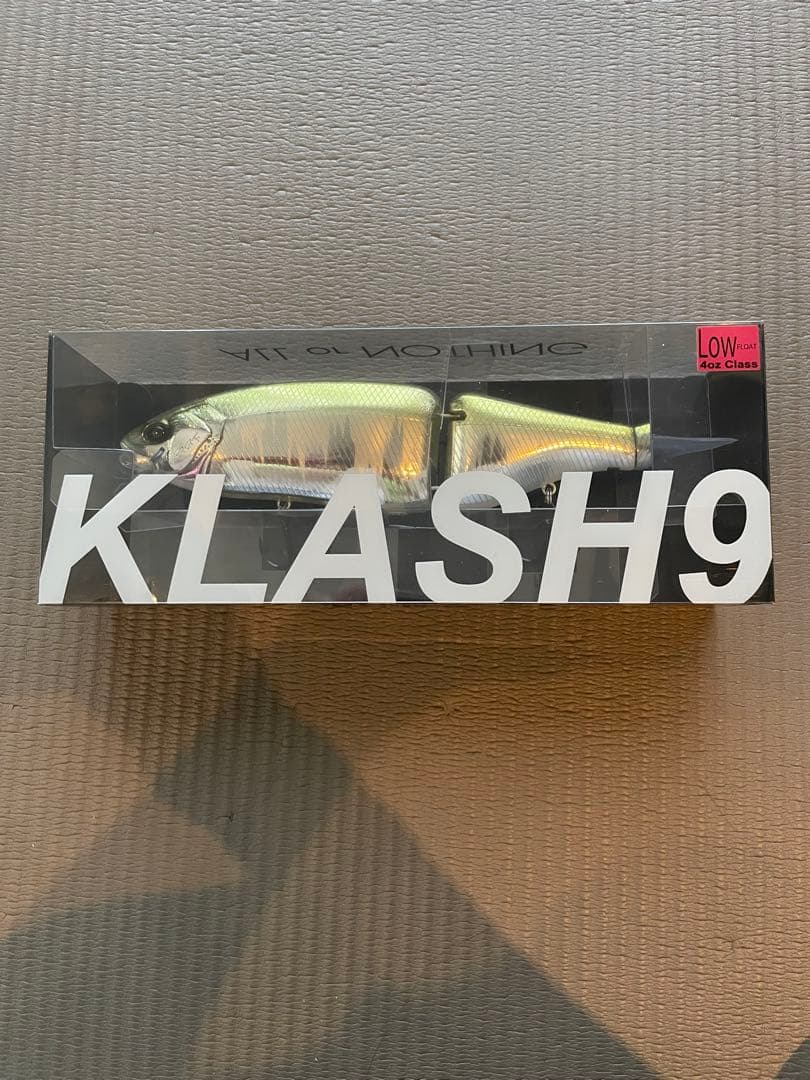 ALL or NOTHING
LOW FLOAT
4oz Class
KLASH9